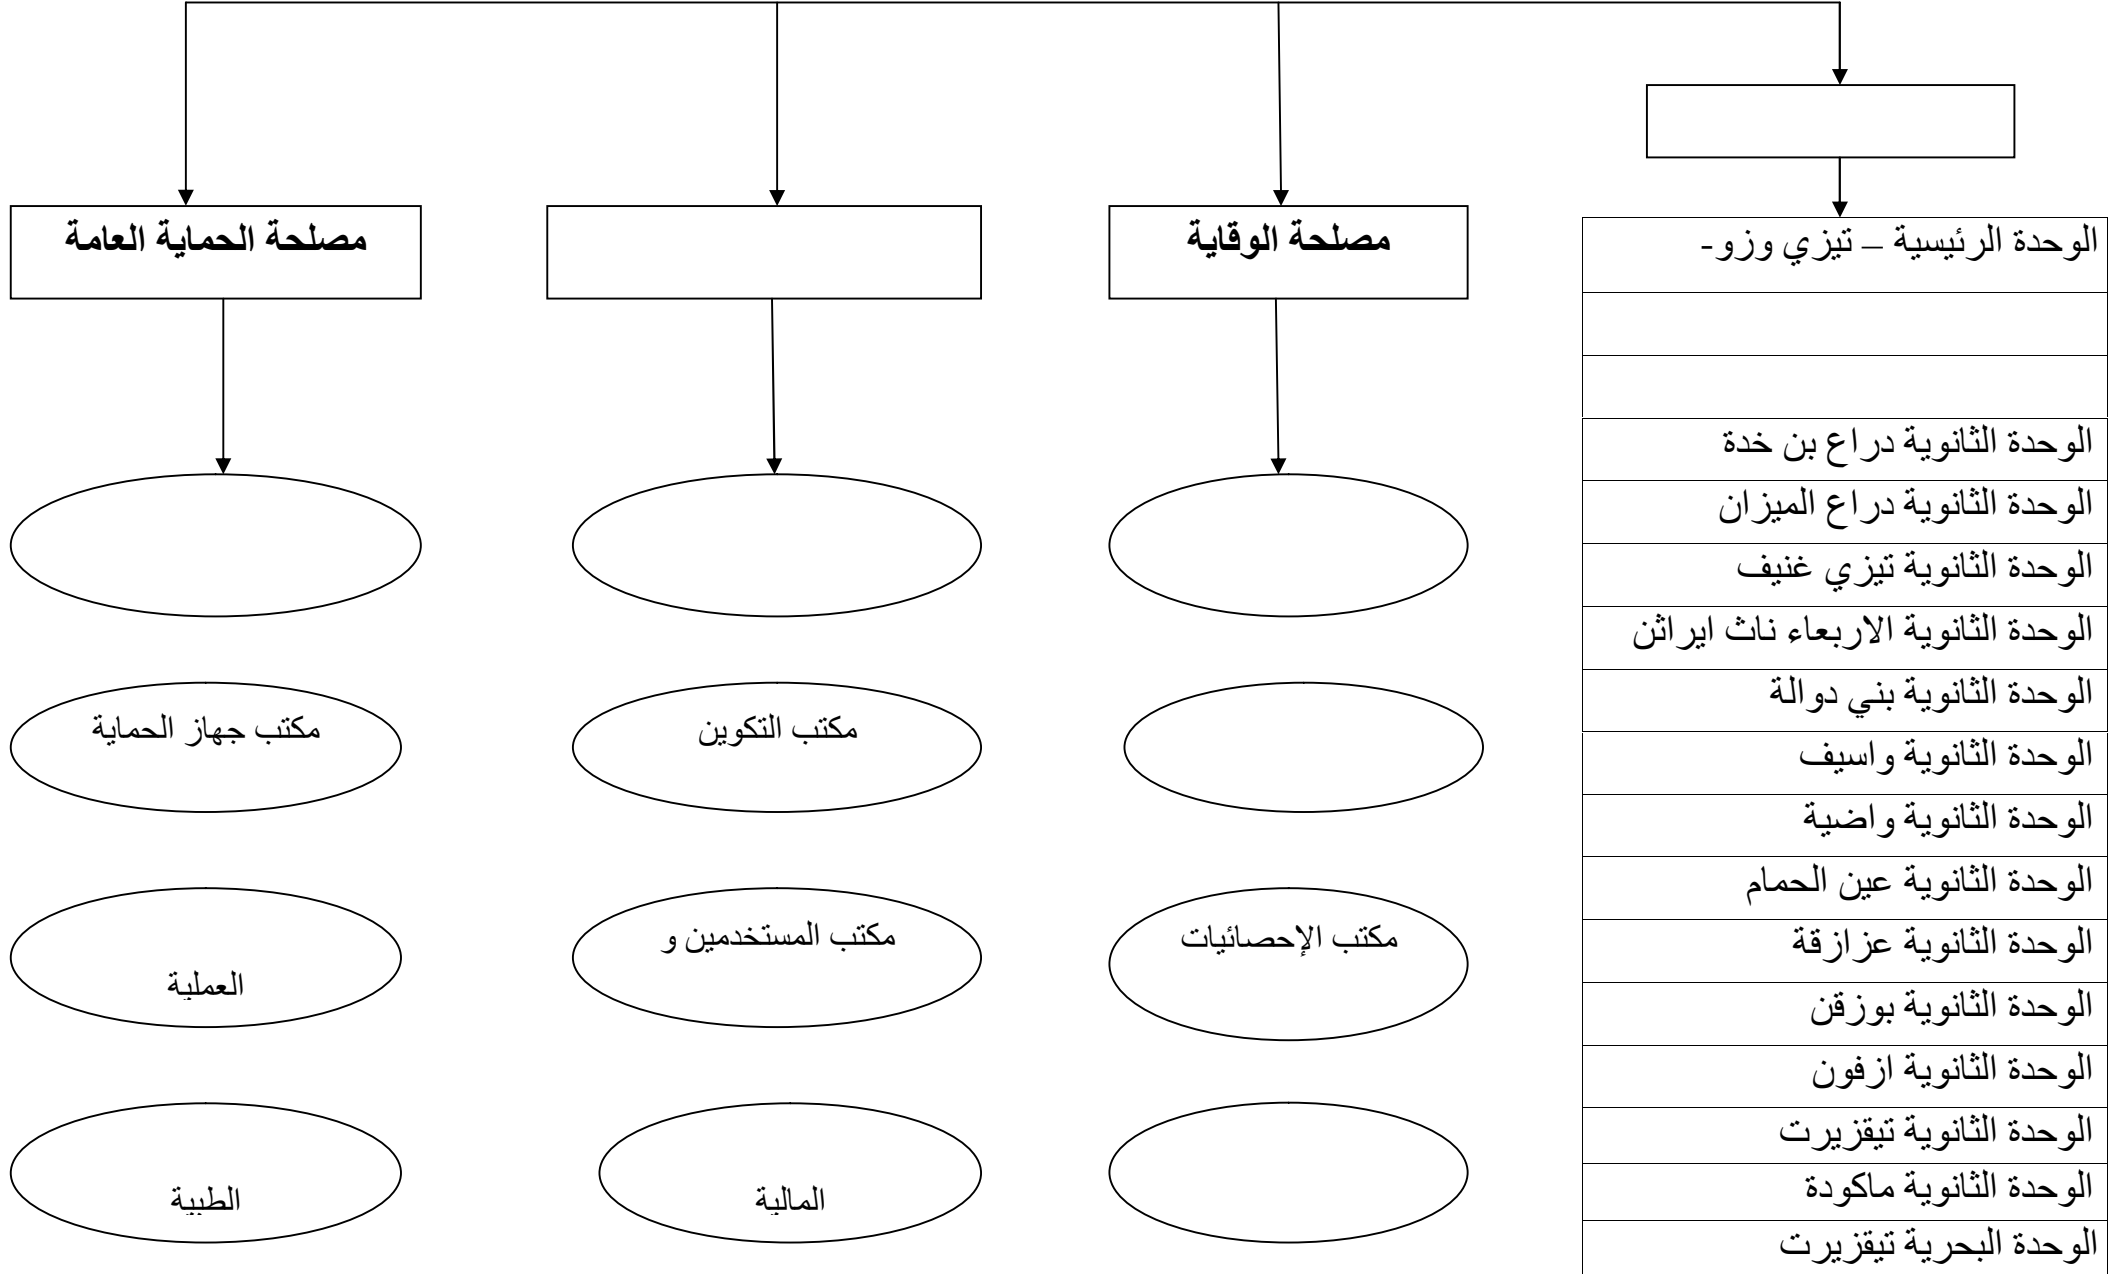 مصلحة الحماية العامة
مصلحة الوقاية
الوحدة الرئيسية – تيزي وزو-
الوحدة الثانوية دراع بن خدة
الوحدة الثانوية دراع الميزان
الوحدة الثانوية تيزي غنيف
الوحدة الثانوية الاربعاء ناث ايراثن
الوحدة الثانوية بني دوالة
الوحدة الثانوية واسيف
الوحدة الثانوية واضية
الوحدة الثانوية عين الحمام
الوحدة الثانوية عزازقة
الوحدة الثانوية بوزقن
الوحدة الثانوية ازفون
الوحدة الثانوية تيقزيرت
الوحدة الثانوية ماكودة
الوحدة البحرية تيقزيرت
مكتب الإحصائيات
مكتب التكوين
مكتب المستخدمين و
المالية
مكتب جهاز الحماية
العملية
الطبية